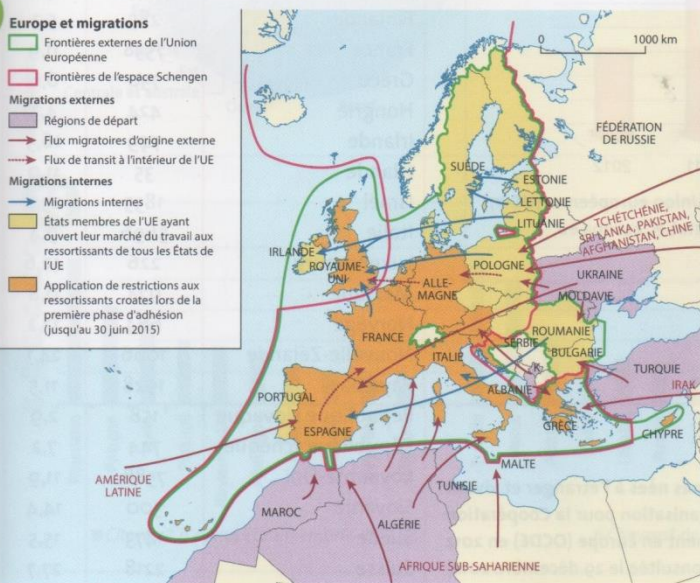 Europe et migrations
Frontières externes de l'Union
européenne
Frontières de l'espace Schengen
Migrations externes
Régions de départ
Flux migratoires d'origine externe
Flux de transit à l'intérieur de l'UE
Migrations internes
Migrations internes
États membres de l'UE ayant
ouvert leur marché du travail aux
ressortissants de tous les États de
l'UE
Application de restrictions aux
ressortissants croates lors de la
première phase d'adhésion
(jusqu'au 30 juin 2015)
0 1000 km
FÉDÉRATION
DE RUSSIE
SUÈDE
ESTONIE
LETTONIE
LITUANIE
TCHÉTCHÉNIE,
SRI LANKA, PAKISTAN,
AFGHANISTAN, CHINE
IRLANDE
ROYAUME-
UNI
ALLE-
MAGNE
POLOGNE
UKRAINE
MOLDAVIE
FRANCE
ITALIE
SERBIE
ROUMANIE
BULGARIE
K.
ALBANIE
TURQUIE
IRAK
PORTUGAL
ESPAGNE
GRÈCE
CHYPRE
MALTE
AMÉRIQUE
LATINE
MAROC
ALGÉRIE
TUNISIE
AFRIQUE SUB-SAHARIENNE